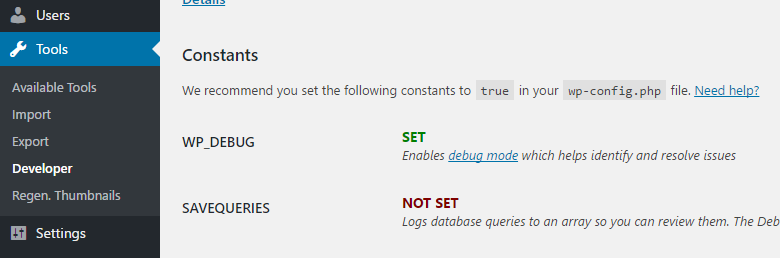 Users
Details
Tools
Constants
Available Tools
We recommend you set the following constants to true in your wp-config.php file. Need help?
Import
Export
WP_DEBUG
SET
Enables debug mode which helps identify and resolve issues
Developer
Regen. Thumbnails
SAVEQUERIES
NOT SET
Logs database queries to an array so you can review them. The Deb
Settings